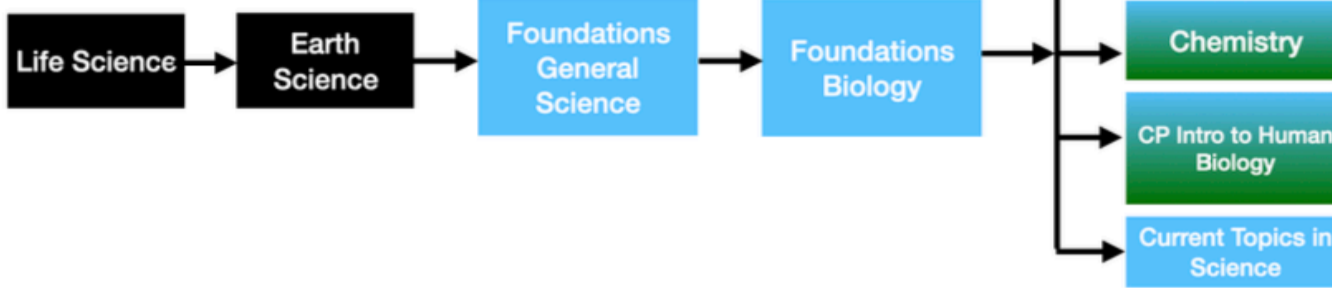 Life Science
Earth
Science
Foundations
General
Science
Foundations
Biology
Chemistry
CP Intro to Human
Biology
Current Topics in
Science